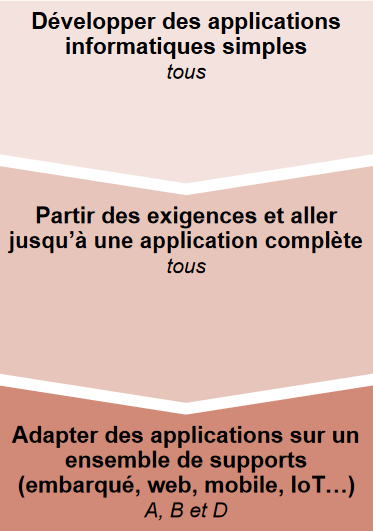 Développer des applications
informatiques simples
tous
Partir des exigences et aller
jusqu’à une application complète
tous
Adapter des applications sur un
ensemble de supports
(embarqué, web, mobile, IoT…)
A, B et D